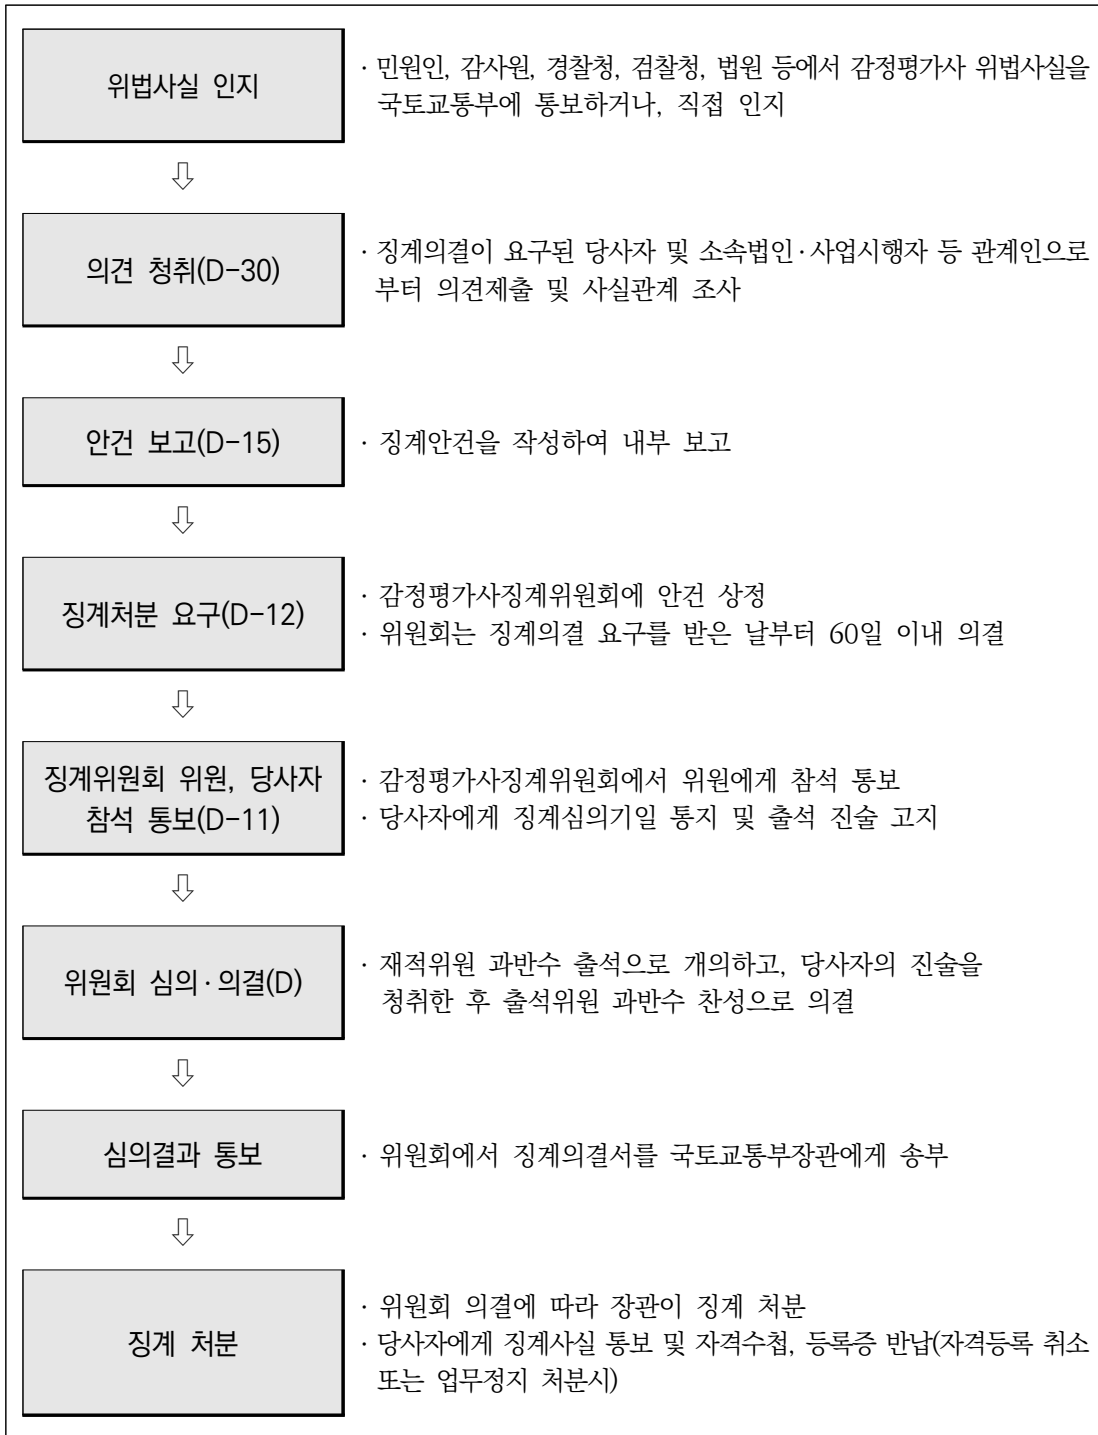 위법사실 인지
· 민원인, 감사원, 경찰청, 검찰청, 법원 등에서 감정평가사 위법사실을
국토교통부에 통보하거나, 직접 인지
⇩
의견 청취(D-30)
· 징계의결이 요구된 당사자 및 소속법인·사업시행자 등 관계인으로
부터 의견제출 및 사실관계 조사
⇩
안건 보고(D-15)
· 징계안건을 작성하여 내부 보고
⇩
징계처분 요구(D-12)
· 감정평가사징계위원회에 안건 상정
· 위원회는 징계의결 요구를 받은 날부터 60일 이내 의결
⇩
징계위원회 위원, 당사자
참석 통보(D-11)
· 감정평가사징계위원회에서 위원에게 참석 통보
· 당사자에게 징계심의기일 통지 및 출석 진술 고지
⇩
위원회 심의·의결(D)
· 재적위원 과반수 출석으로 개의하고, 당사자의 진술을
청취한 후 출석위원 과반수 찬성으로 의결
⇩
심의결과 통보
· 위원회에서 징계의결서를 국토교통부장관에게 송부
⇩
징계 처분
· 위원회 의결에 따라 장관이 징계 처분
· 당사자에게 징계사실 통보 및 자격수첩, 등록증 반납(자격등록 취소
또는 업무정지 처분시)